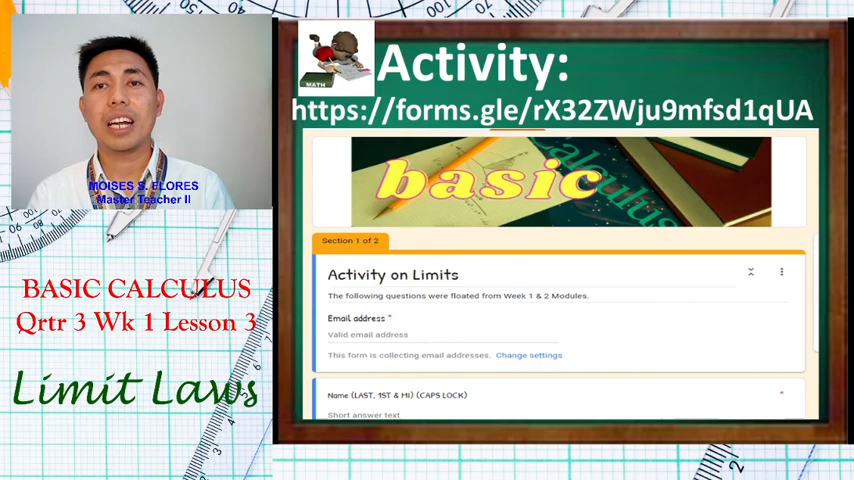 MOISES S. FLORES
Master Teacher II
BASIC CALCULUS
Qrtr 3 Wk 1 Lesson 3
Limit Laws
MATH
Activity:
https://forms.gle/rX32ZWju9mfsd1qUA
basic
Calculus
Section 1 of 2
Activity on Limits
The following questions were floated from Week 1 & 2 Modules.
Email address *
Valid email address
This form is collecting email addresses. Change settings
Name (LAST, 1ST & MI) (CAPS LOCK) *
Short answer text